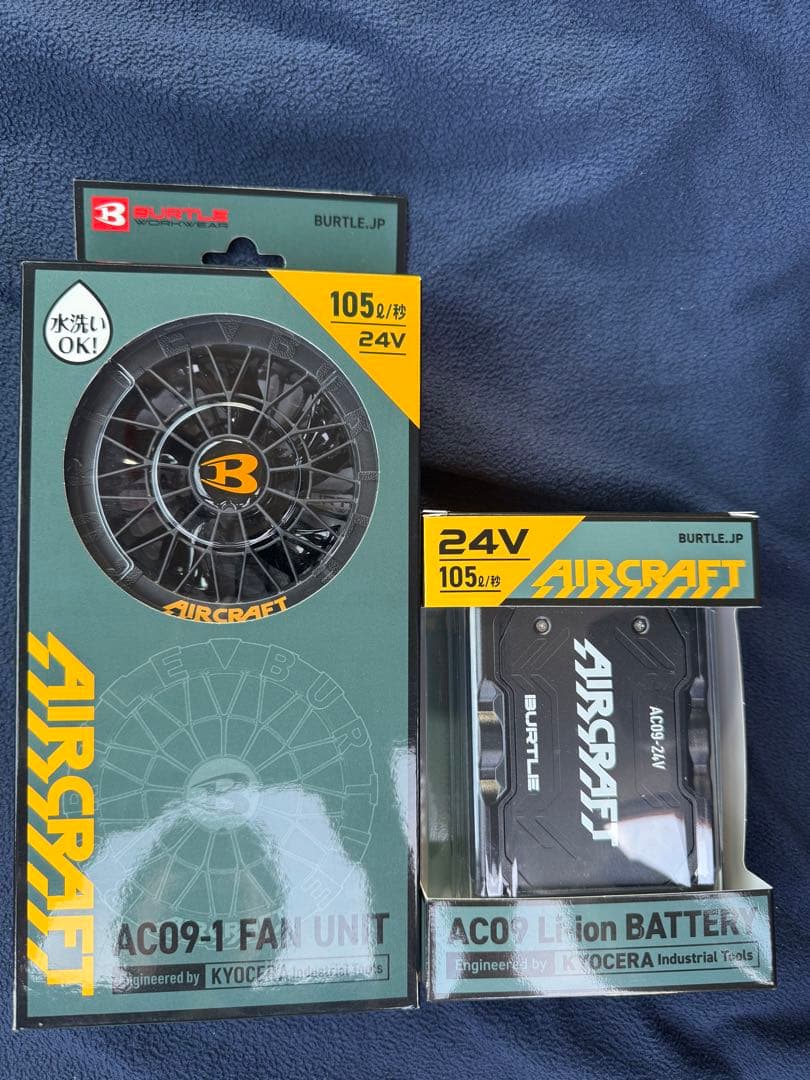 BURTLE
WORKWEAR
BURTLE.JP
水洗い
OK!
105ℓ/秒
24V
B
AIRCRAFT
AIRCRAFT
AC09-1 FAN UNIT
Engineered by KYOCERA Industrial Tools
24V
105ℓ/秒
BURTLE.JP
AIRCRAFT
AIRCRAFT
BURTLE
AC09-24V
AC09 Li-ion BATTERY
Engineered by KYOCERA Industrial Tools